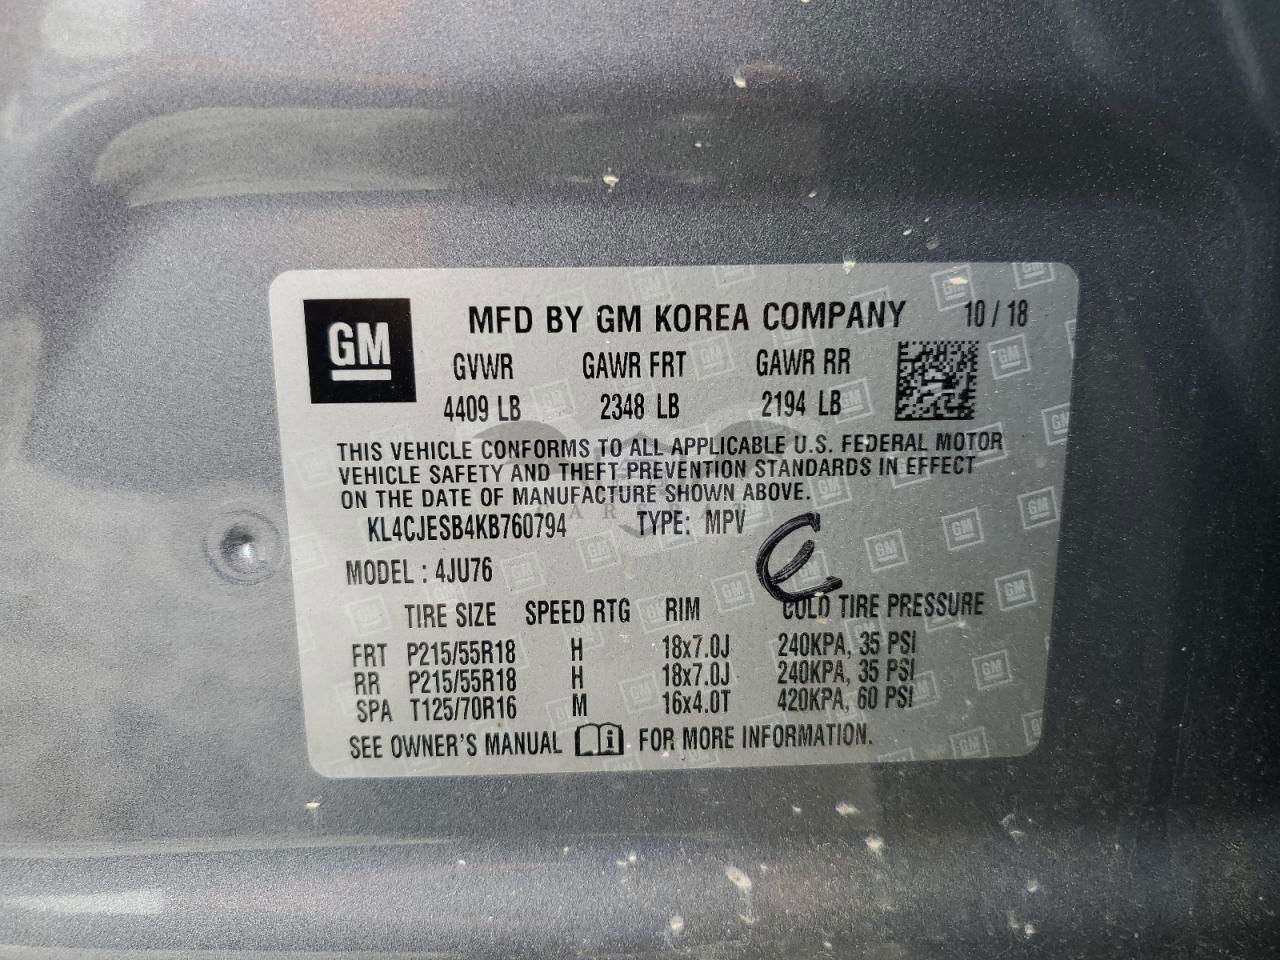 GM
MFD BY GM KOREA COMPANY 10 / 18
GVWR GAWR FRT GAWR RR
4409 LB 2348 LB 2194 LB
THIS VEHICLE CONFORMS TO ALL APPLICABLE U.S. FEDERAL MOTOR
VEHICLE SAFETY AND THEFT PREVENTION STANDARDS IN EFFECT
ON THE DATE OF MANUFACTURE SHOWN ABOVE.
KL4CJESB4KB760794 TYPE: MPV
MODEL : 4JU76
TIRE SIZE SPEED RTG RIM COLD TIRE PRESSURE
FRT P215/55R18 H 18x7.0J 240KPA, 35 PSI
RR P215/55R18 H 18x7.0J 240KPA, 35 PSI
SPA T125/70R16 M 16x4.0T 420KPA, 60 PSI
SEE OWNER'S MANUAL i FOR MORE INFORMATION.